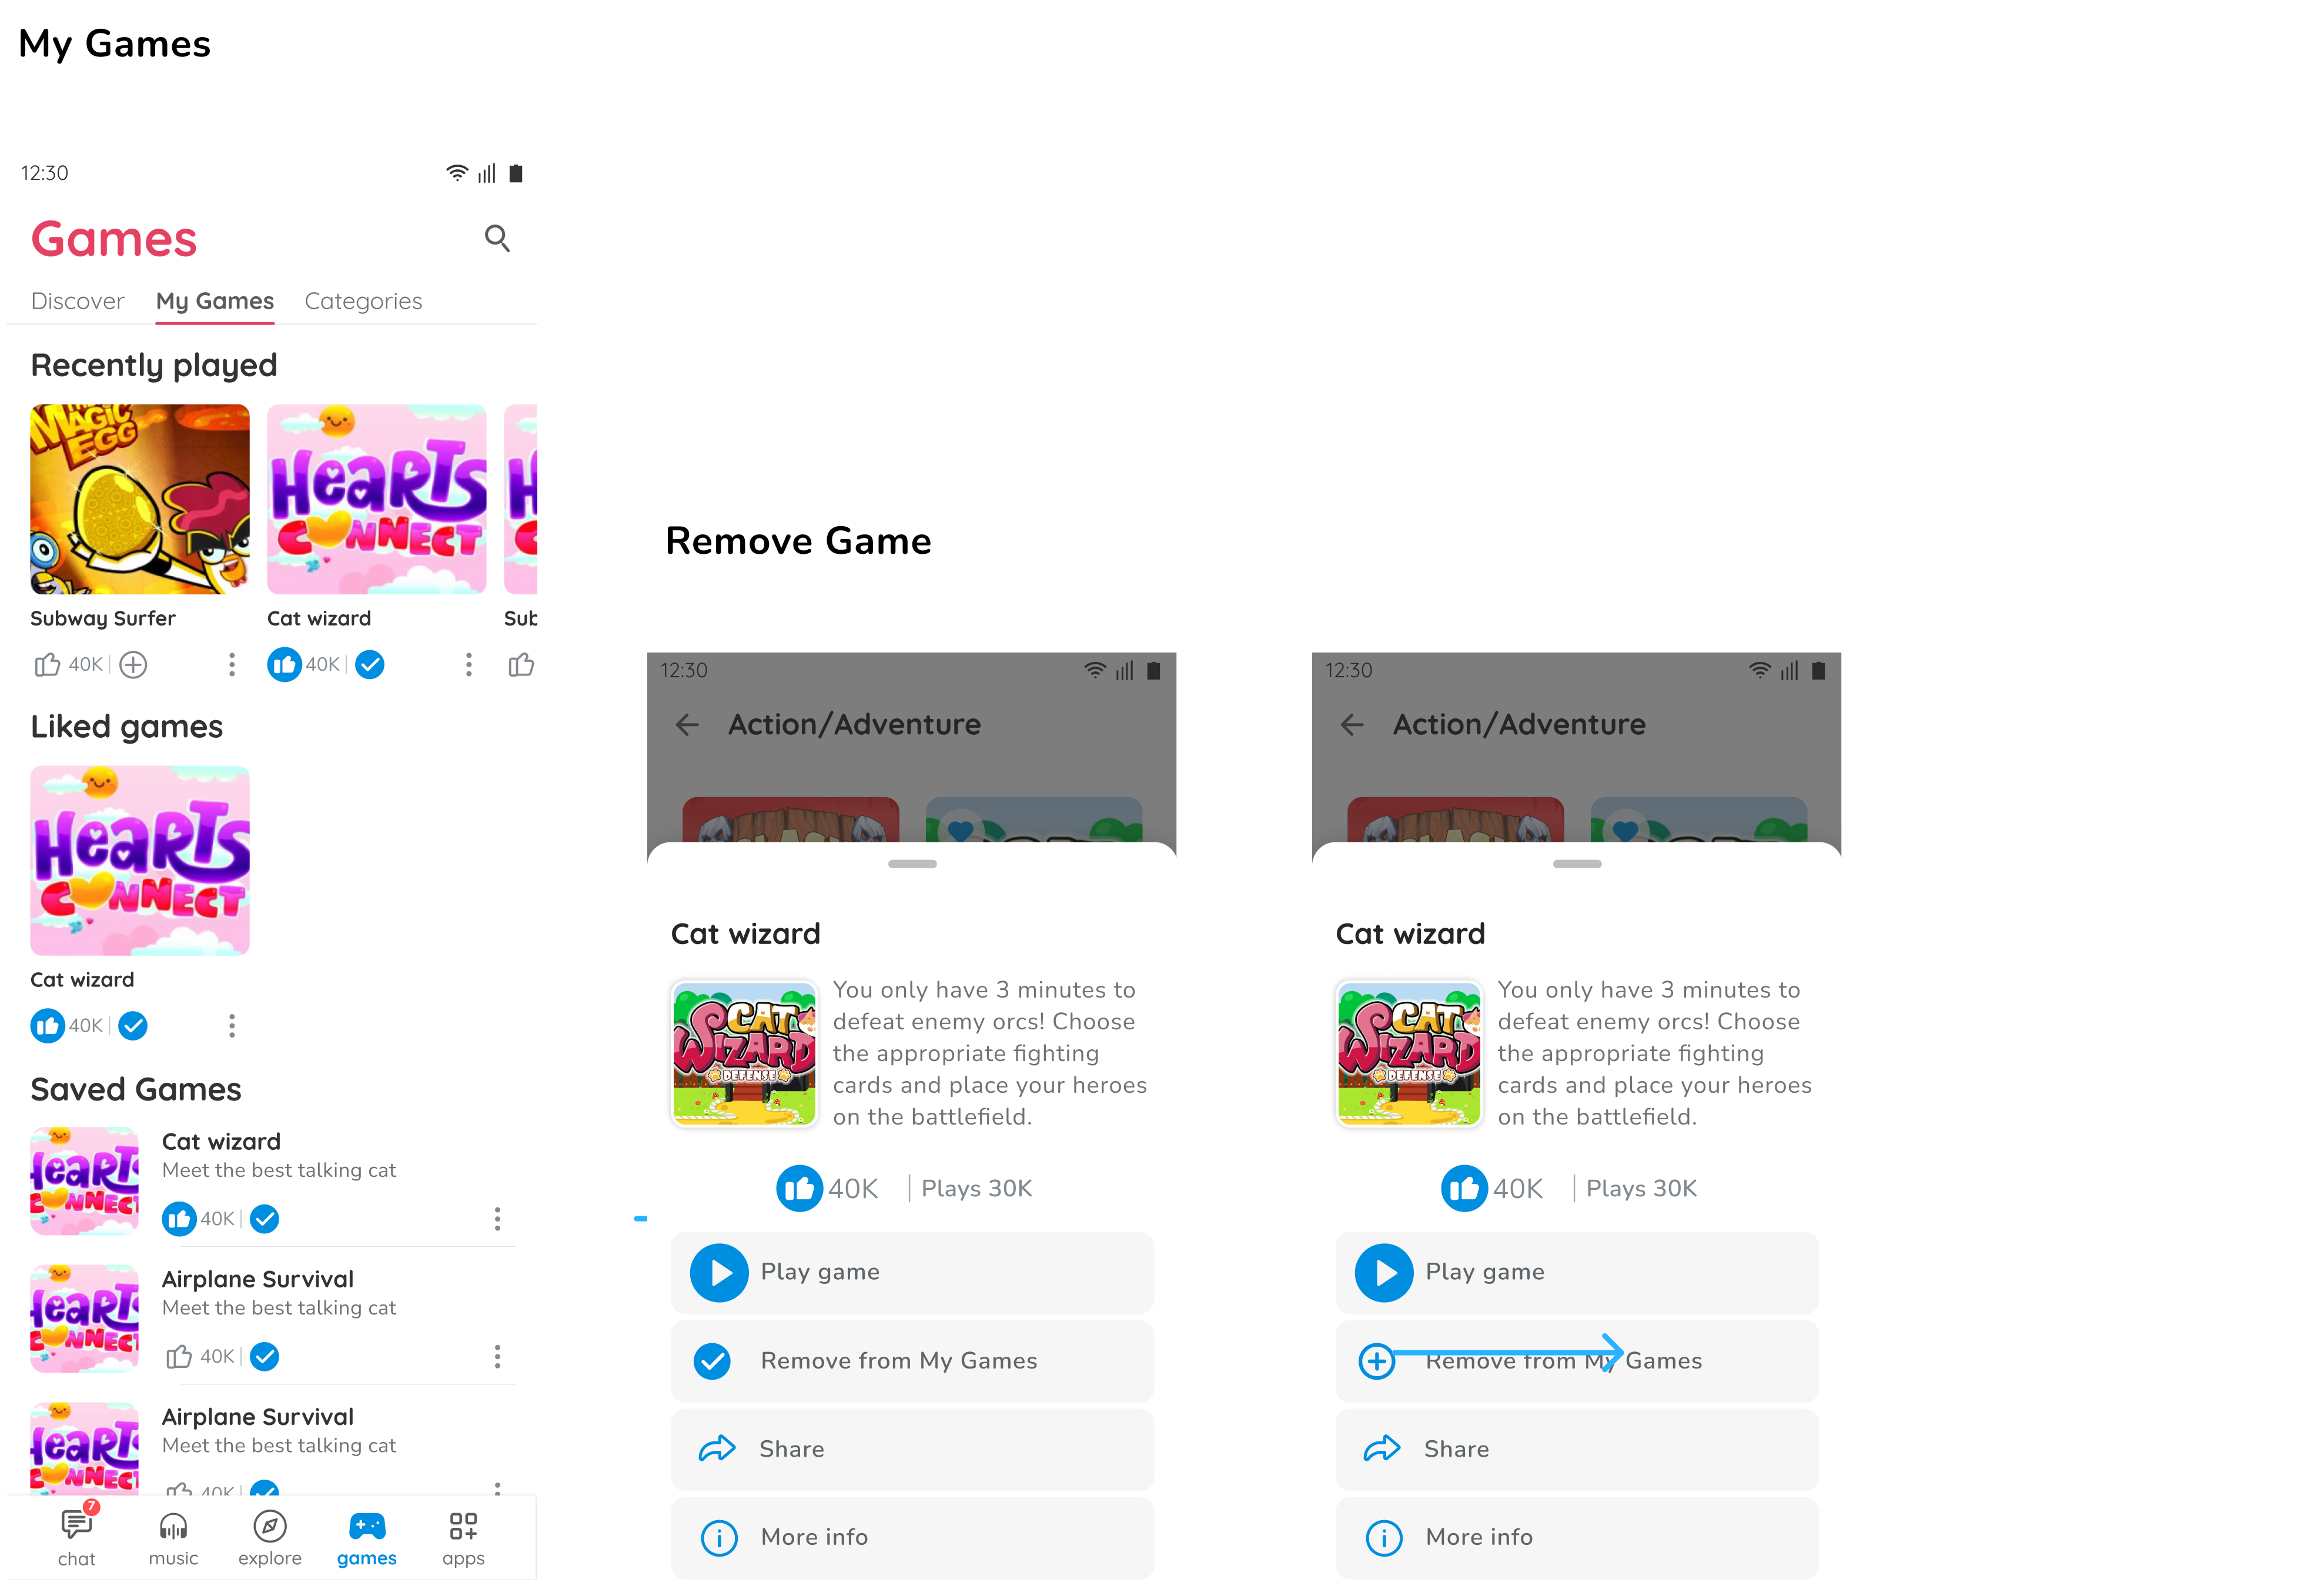 My Games
12:30
Games
Discover My Games Categories
Recently played
MAGIC
EGG
HEARTS
CONNECT
Subway Surfer
Cat wizard
Sub
40K
40K
Liked games
HEARTS
CONNECT
Cat wizard
40K
Saved Games
Cat wizard
Meet the best talking cat
40K
Airplane Survival
Meet the best talking cat
40K
Airplane Survival
Meet the best talking cat
40K
7
chat music explore games apps
Remove Game
12:30
Action/Adventure
Cat wizard
CAT
WIZARD
DEFENSE
You only have 3 minutes to
defeat enemy orcs! Choose
the appropriate fighting
cards and place your heroes
on the battlefield.
40K | Plays 30K
Play game
Remove from My Games
Share
More info
12:30
Action/Adventure
Cat wizard
CAT
WIZARD
DEFENSE
You only have 3 minutes to
defeat enemy orcs! Choose
the appropriate fighting
cards and place your heroes
on the battlefield.
40K | Plays 30K
Play game
Remove from My Games
Share
More info